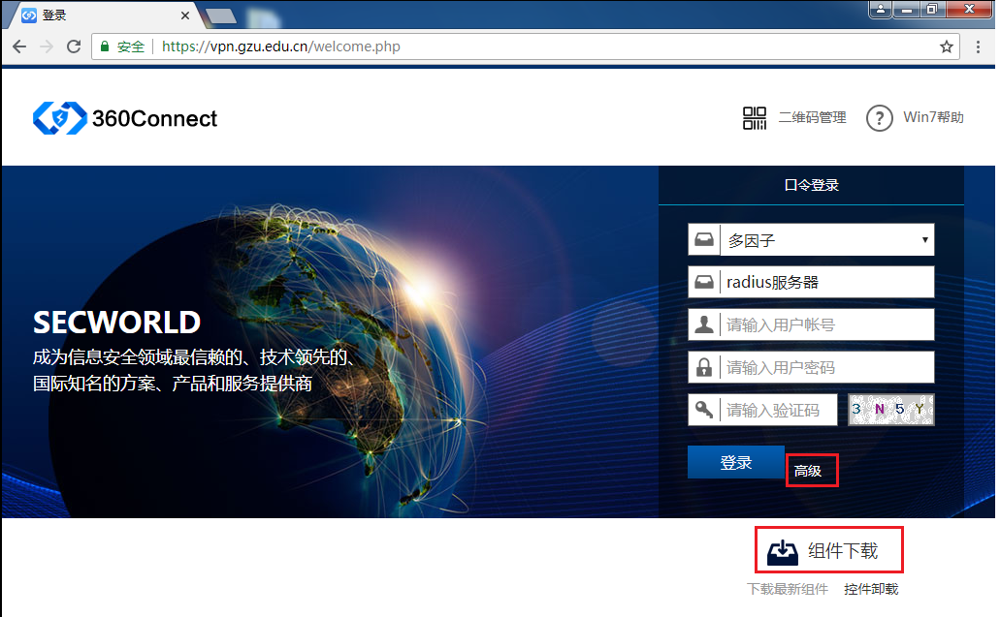 登录
安全 https://vpn.gzu.edu.cn/welcome.php
360Connect
二维码管理
? Win7帮助
口令登录
多因子
radius服务器
请输入用户帐号
请输入用户密码
请输入验证码
3 N 5 Y
登录
高级
SECWORLD
成为信息安全领域最信赖的、技术领先的、
国际知名的方案、产品和服务提供商
组件下载
下载最新组件 控件卸载